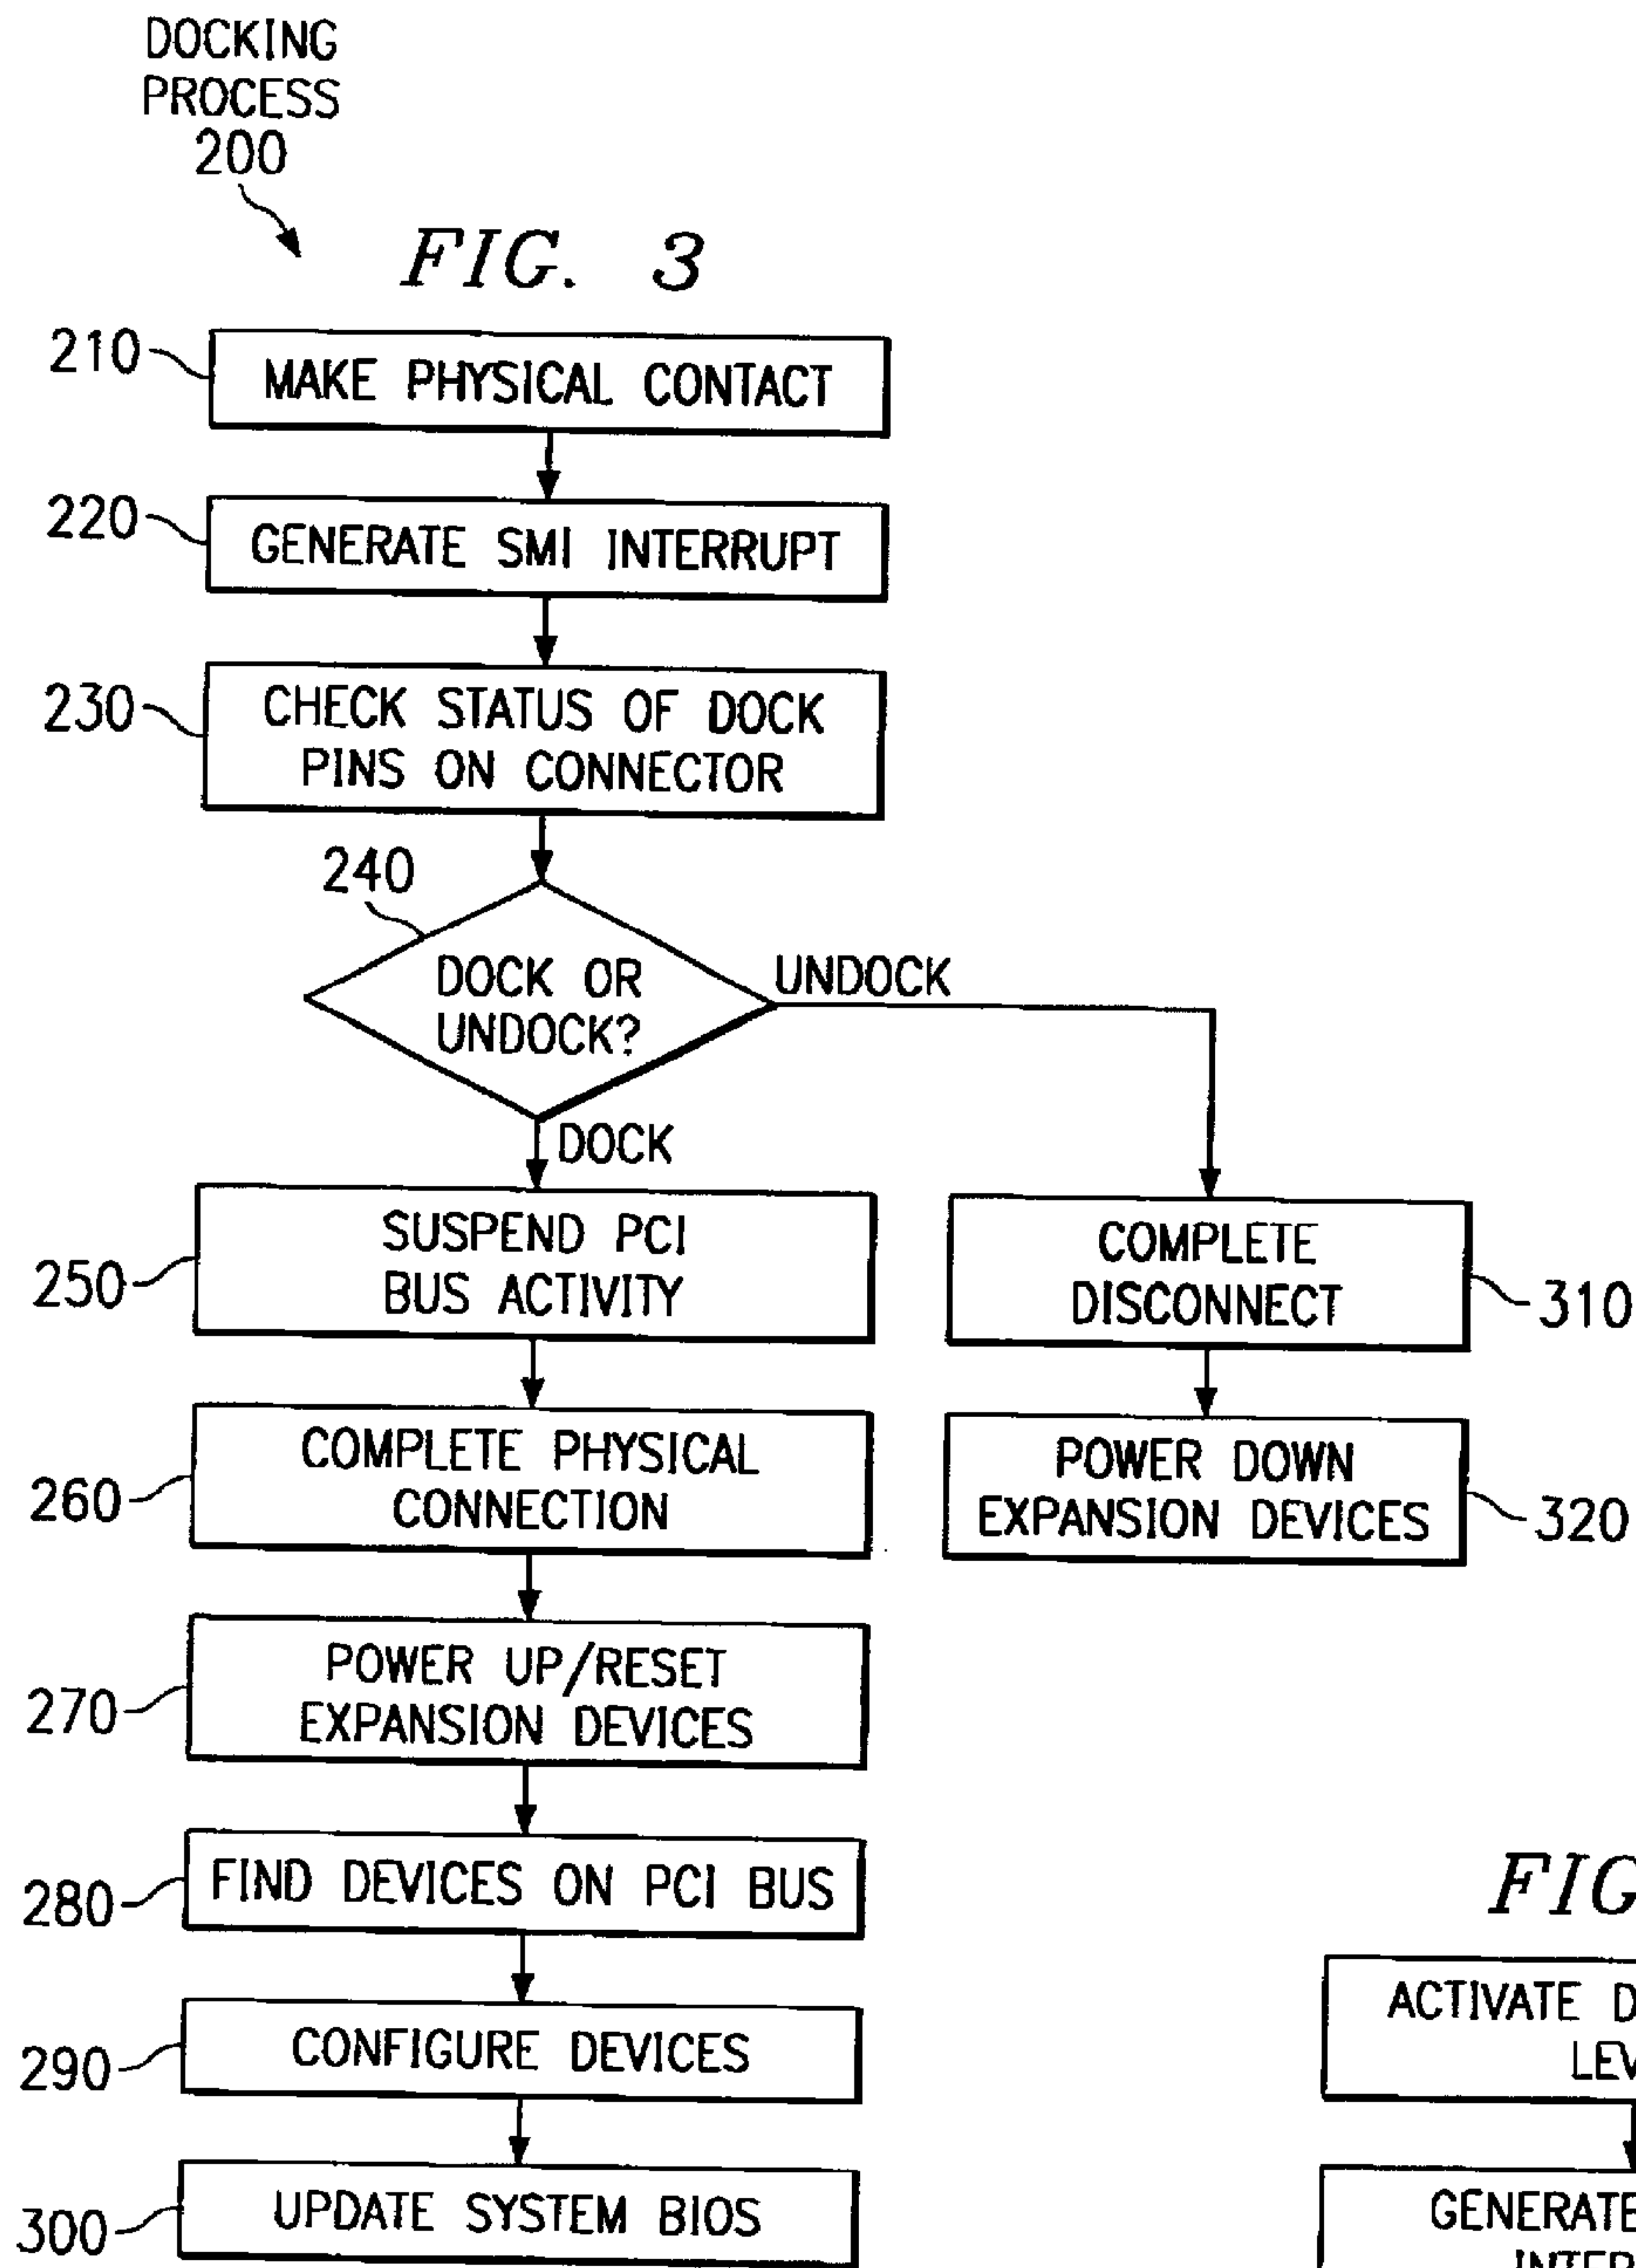 DOCKING
PROCESS
200
FIG. 3
210
MAKE PHYSICAL CONTACT
220
GENERATE SMI INTERRUPT
230
CHECK STATUS OF DOCK
PINS ON CONNECTOR
240
DOCK OR
UNDOCK?
UNDOCK
DOCK
250
SUSPEND PCI
BUS ACTIVITY
COMPLETE
DISCONNECT
310
260
COMPLETE PHYSICAL
CONNECTION
POWER DOWN
EXPANSION DEVICES
320
270
POWER UP/RESET
EXPANSION DEVICES
280
FIND DEVICES ON PCI BUS
290
CONFIGURE DEVICES
300
UPDATE SYSTEM BIOS
FIG
ACTIVATE
GENERATE